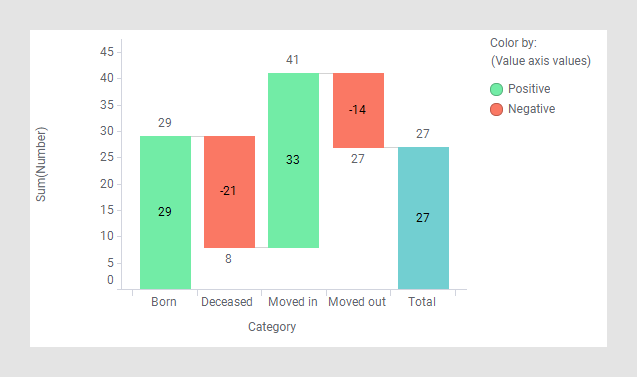 Color by:
(Value axis values)
Positive
Negative
Sum(Number)
45
40
35
30
25
20
15
10
5
0
29
29
-21
8
41
33
-14
27
27
27
Born
Deceased
Moved in
Moved out
Total
Category